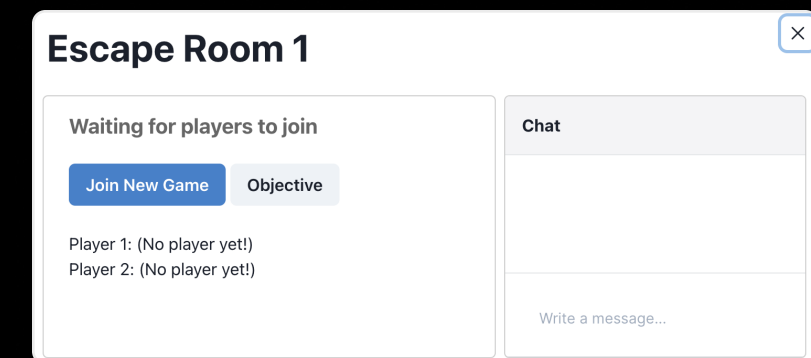 Escape Room 1
Waiting for players to join
Join New Game Objective
Player 1: (No player yet!)
Player 2: (No player yet!)
Chat
Write a message...